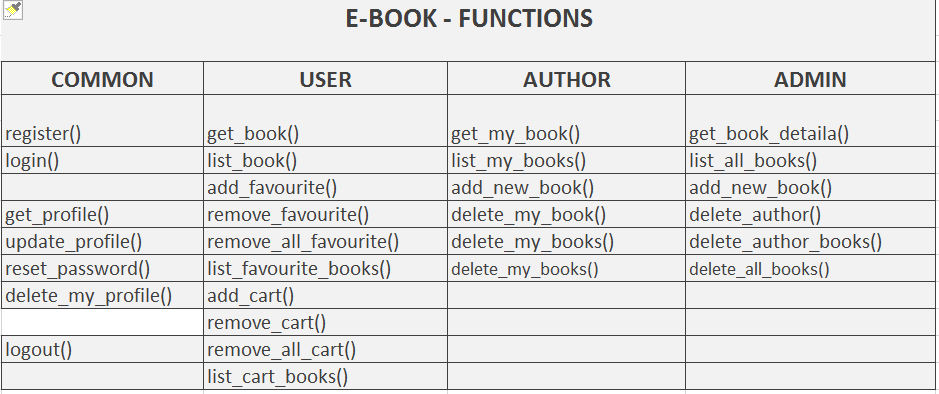 E-BOOK - FUNCTIONS
COMMON USER AUTHOR ADMIN
register() get_book() get_my_book() get_book_detaila()
login() list_book() list_my_books() list_all_books()
add_favourite() add_new_book() add_new_book()
get_profile() remove_favourite() delete_my_book() delete_author()
update_profile() remove_all_favourite() delete_my_books() delete_author_books()
reset_password() list_favourite_books() delete_my_books() delete_all_books()
delete_my_profile() add_cart()
remove_cart()
logout() remove_all_cart()
list_cart_books()